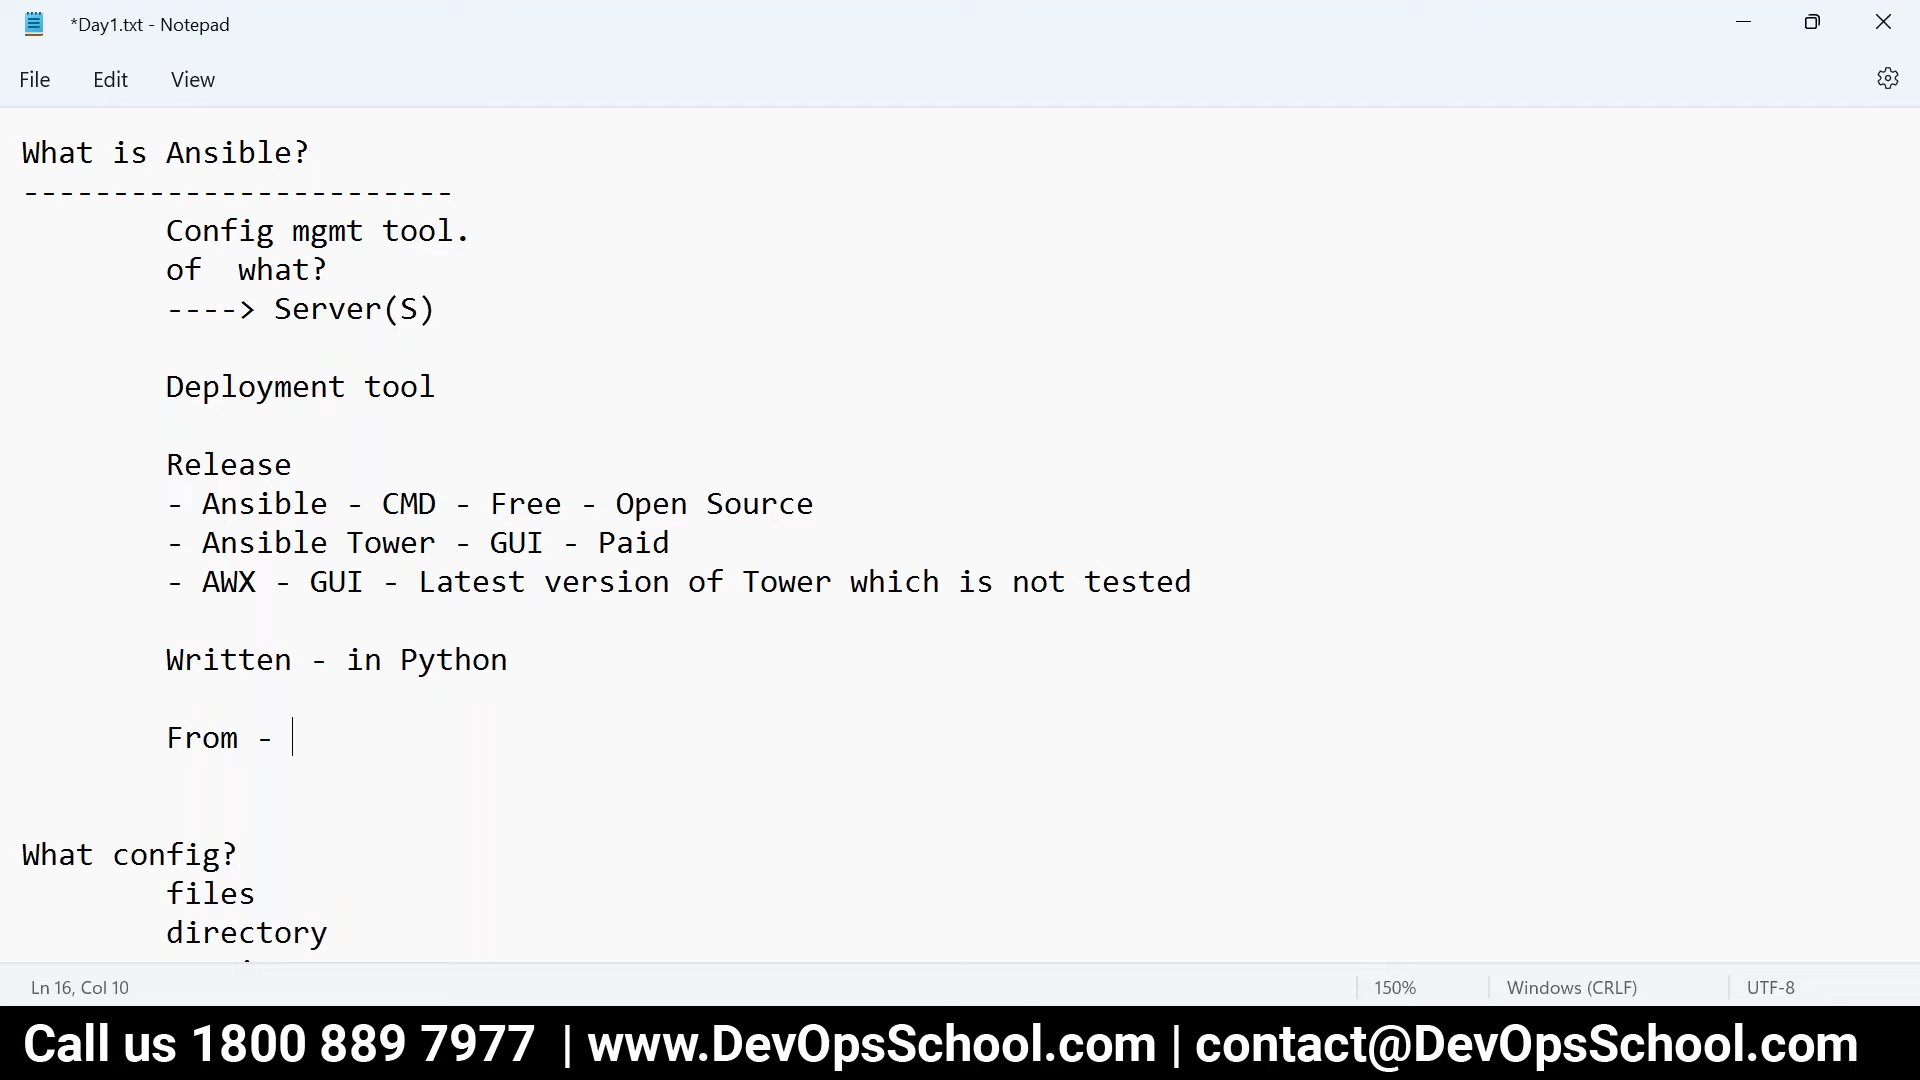 *Day1.txt - Notepad
File Edit View
What is Ansible?
------------------------
Config mgmt tool.
of  what?
----> Server(S)
Deployment tool
Release
- Ansible - CMD - Free - Open Source
- Ansible Tower - GUI - Paid
- AWX - GUI - Latest version of Tower which is not tested
Written - in Python
From -
What config?
files
directory
Ln 16, Col 10 150% Windows (CRLF) UTF-8
Call us 1800 889 7977 | www.DevOpsSchool.com | contact@DevOpsSchool.com